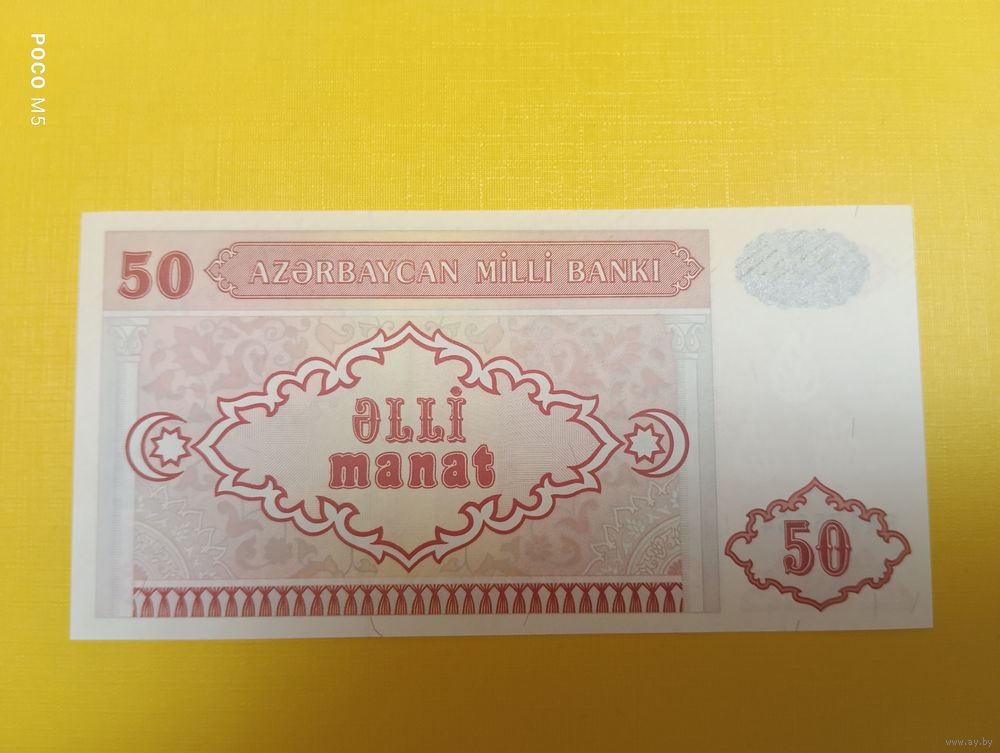 POCO M5
50
AZƏRBAYCAN MİLLİ BANKI
ƏLLİ
manat
50
www.ay.by